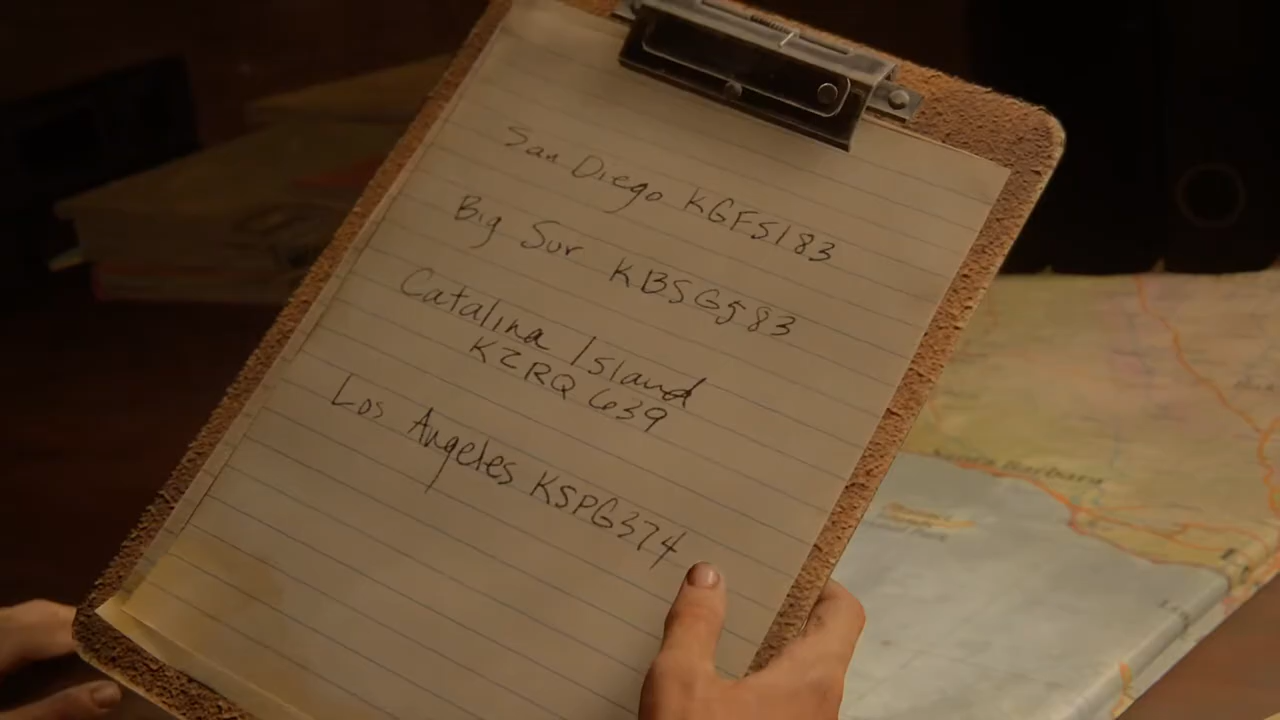 San Diego KGFS183
Big Sur KBSG583
Catalina Island
KZRQ 639
Los Angeles KSPG374